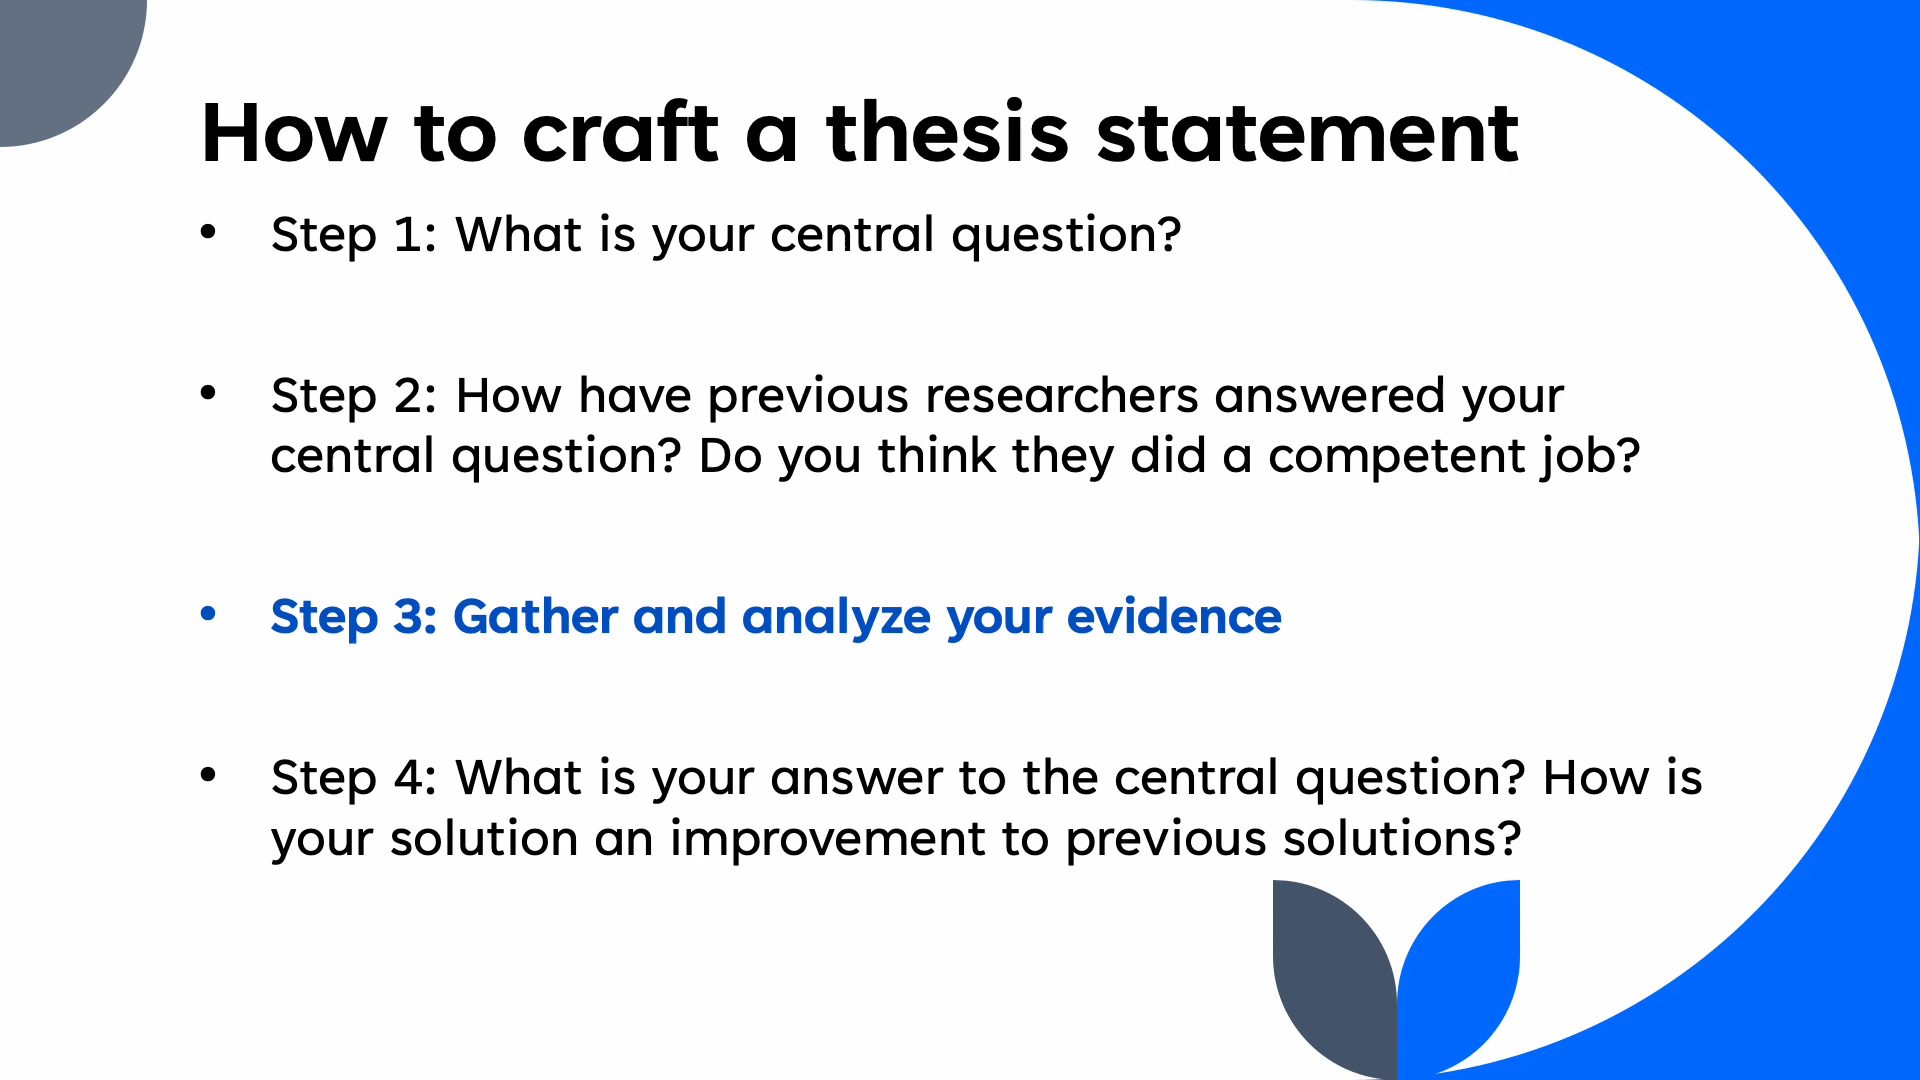 How to craft a thesis statement
• Step 1: What is your central question?
• Step 2: How have previous researchers answered your
central question? Do you think they did a competent job?
• Step 3: Gather and analyze your evidence
• Step 4: What is your answer to the central question? How is
your solution an improvement to previous solutions?